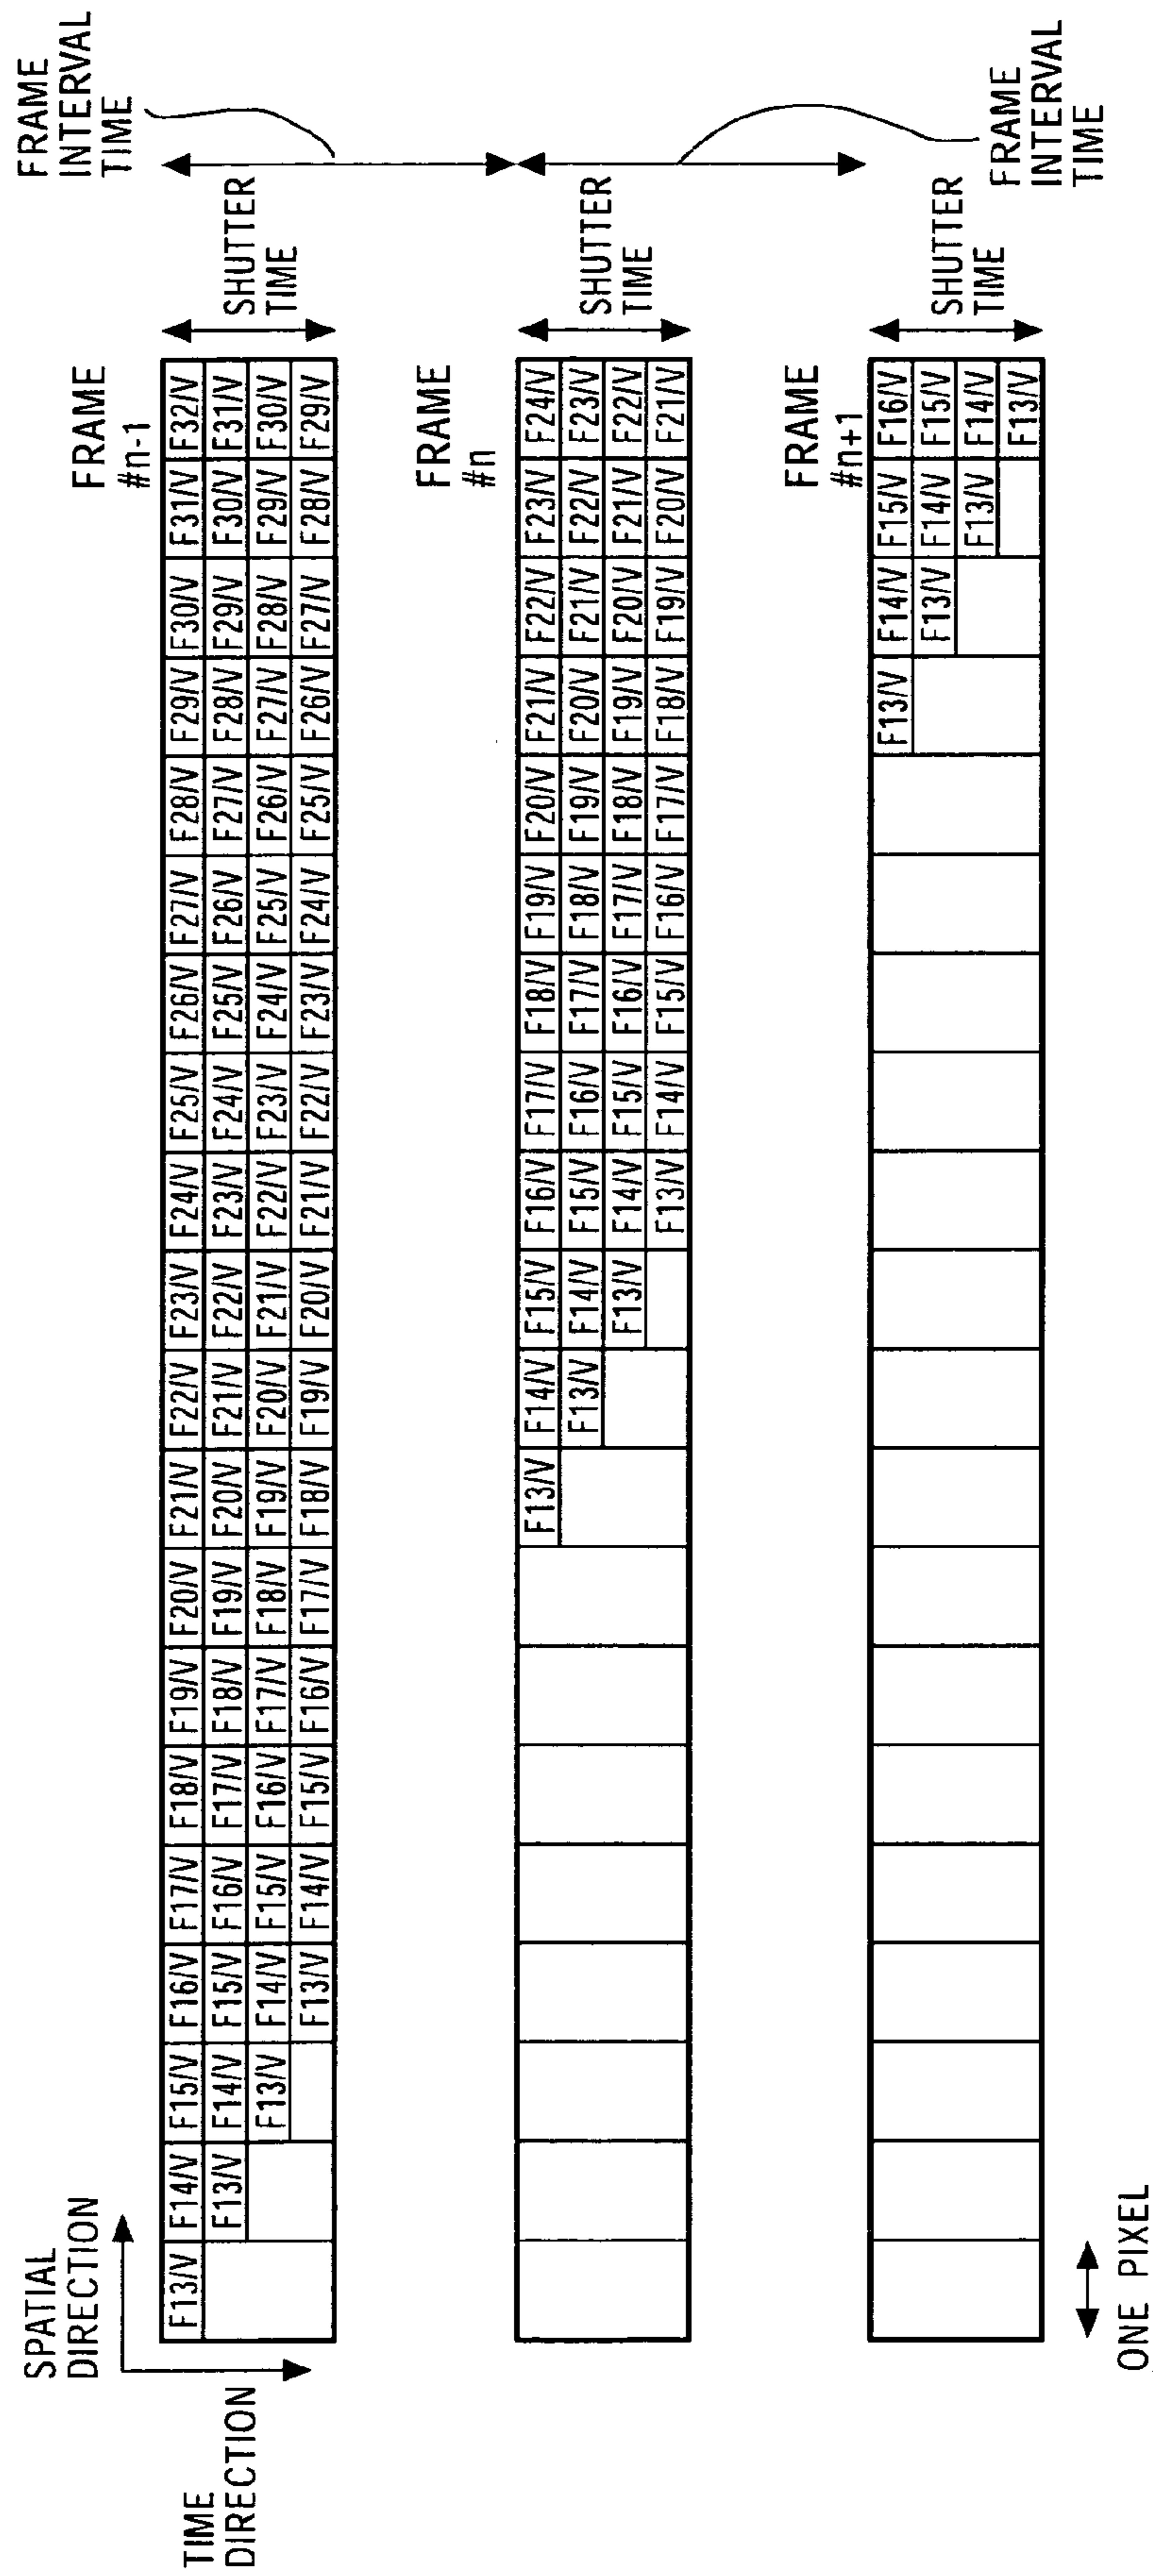 SPATIAL
DIRECTION
TIME
DIRECTION
FRAME
#n-1
FRAME
INTERVAL
TIME
F13/V F14/V F15/V F16/V F17/V F18/V F19/V F20/V F21/V F22/V F23/V F24/V F25/V F26/V F27/V F28/V F29/V F30/V F31/V F32/V
F13/V F14/V F15/V F16/V F17/V F18/V F19/V F20/V F21/V F22/V F23/V F24/V F25/V F26/V F27/V F28/V F29/V F30/V F31/V
F13/V F14/V F15/V F16/V F17/V F18/V F19/V F20/V F21/V F22/V F23/V F24/V F25/V F26/V F27/V F28/V F29/V F30/V
F13/V F14/V F15/V F16/V F17/V F18/V F19/V F20/V F21/V F22/V F23/V F24/V F25/V F26/V F27/V F28/V F29/V
SHUTTER
TIME
FRAME
#n
F13/V F14/V F15/V F16/V F17/V F18/V F19/V F20/V F21/V F22/V F23/V F24/V
F13/V F14/V F15/V F16/V F17/V F18/V F19/V F20/V F21/V F22/V F23/V
F13/V F14/V F15/V F16/V F17/V F18/V F19/V F20/V F21/V F22/V
F13/V F14/V F15/V F16/V F17/V F18/V F19/V F20/V F21/V
SHUTTER
TIME
FRAME
#n+1
F13/V F14/V F15/V F16/V
F13/V F14/V F15/V
F13/V F14/V
F13/V
SHUTTER
TIME
FRAME
INTERVAL
TIME
ONE PIXEL